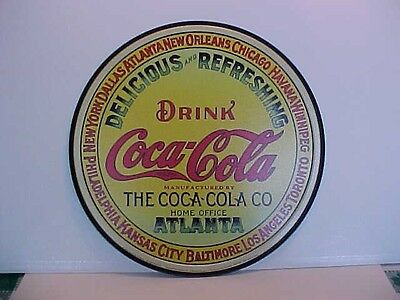 NEW YORK DALLAS ATLANTA NEW ORLEANS CHICAGO HAVANA WINNIPEG TORONTO LOS ANGELES BALTIMORE KANSAS CITY PHILADELPHIA
DELICIOUS AND REFRESHING
DRINK
Coca-Cola
MANUFACTURED BY
THE COCA-COLA CO
HOME OFFICE
ATLANTA